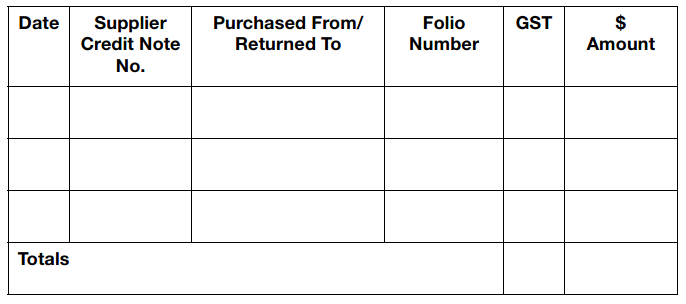 Date
Supplier
Credit Note
No.
Purchased From/
Returned To
Folio
Number
GST
$
Amount
Totals